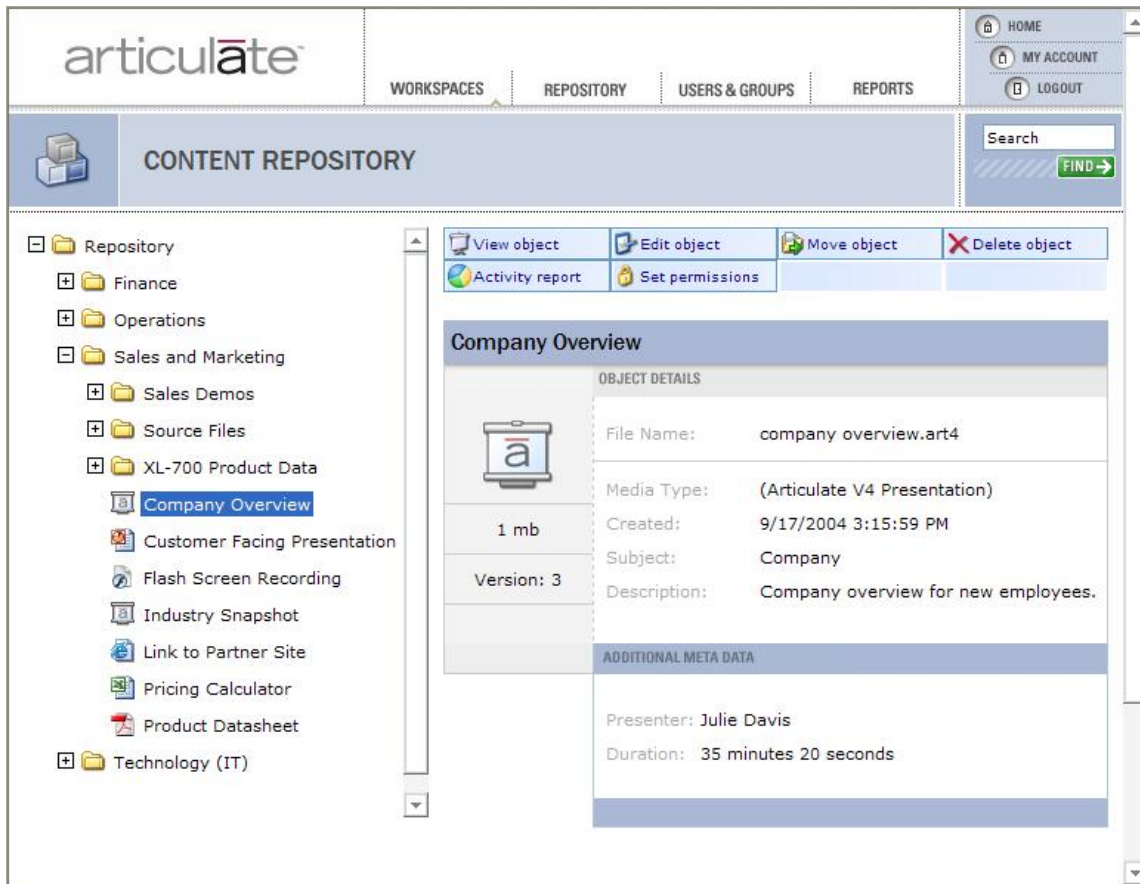 articulāte™
WORKSPACES
REPOSITORY
USERS & GROUPS
REPORTS
HOME
MY ACCOUNT
LOGOUT
CONTENT REPOSITORY
Search
FIND
Repository
Finance
Operations
Sales and Marketing
Sales Demos
Source Files
XL-700 Product Data
Company Overview
Customer Facing Presentation
Flash Screen Recording
Industry Snapshot
Link to Partner Site
Pricing Calculator
Product Datasheet
Technology (IT)
View object
Edit object
Move object
Delete object
Activity report
Set permissions
Company Overview
ā
1 mb
Version: 3
OBJECT DETAILS
File Name: company overview.art4
Media Type: (Articulate V4 Presentation)
Created: 9/17/2004 3:15:59 PM
Subject: Company
Description: Company overview for new employees.
ADDITIONAL META DATA
Presenter: Julie Davis
Duration: 35 minutes 20 seconds